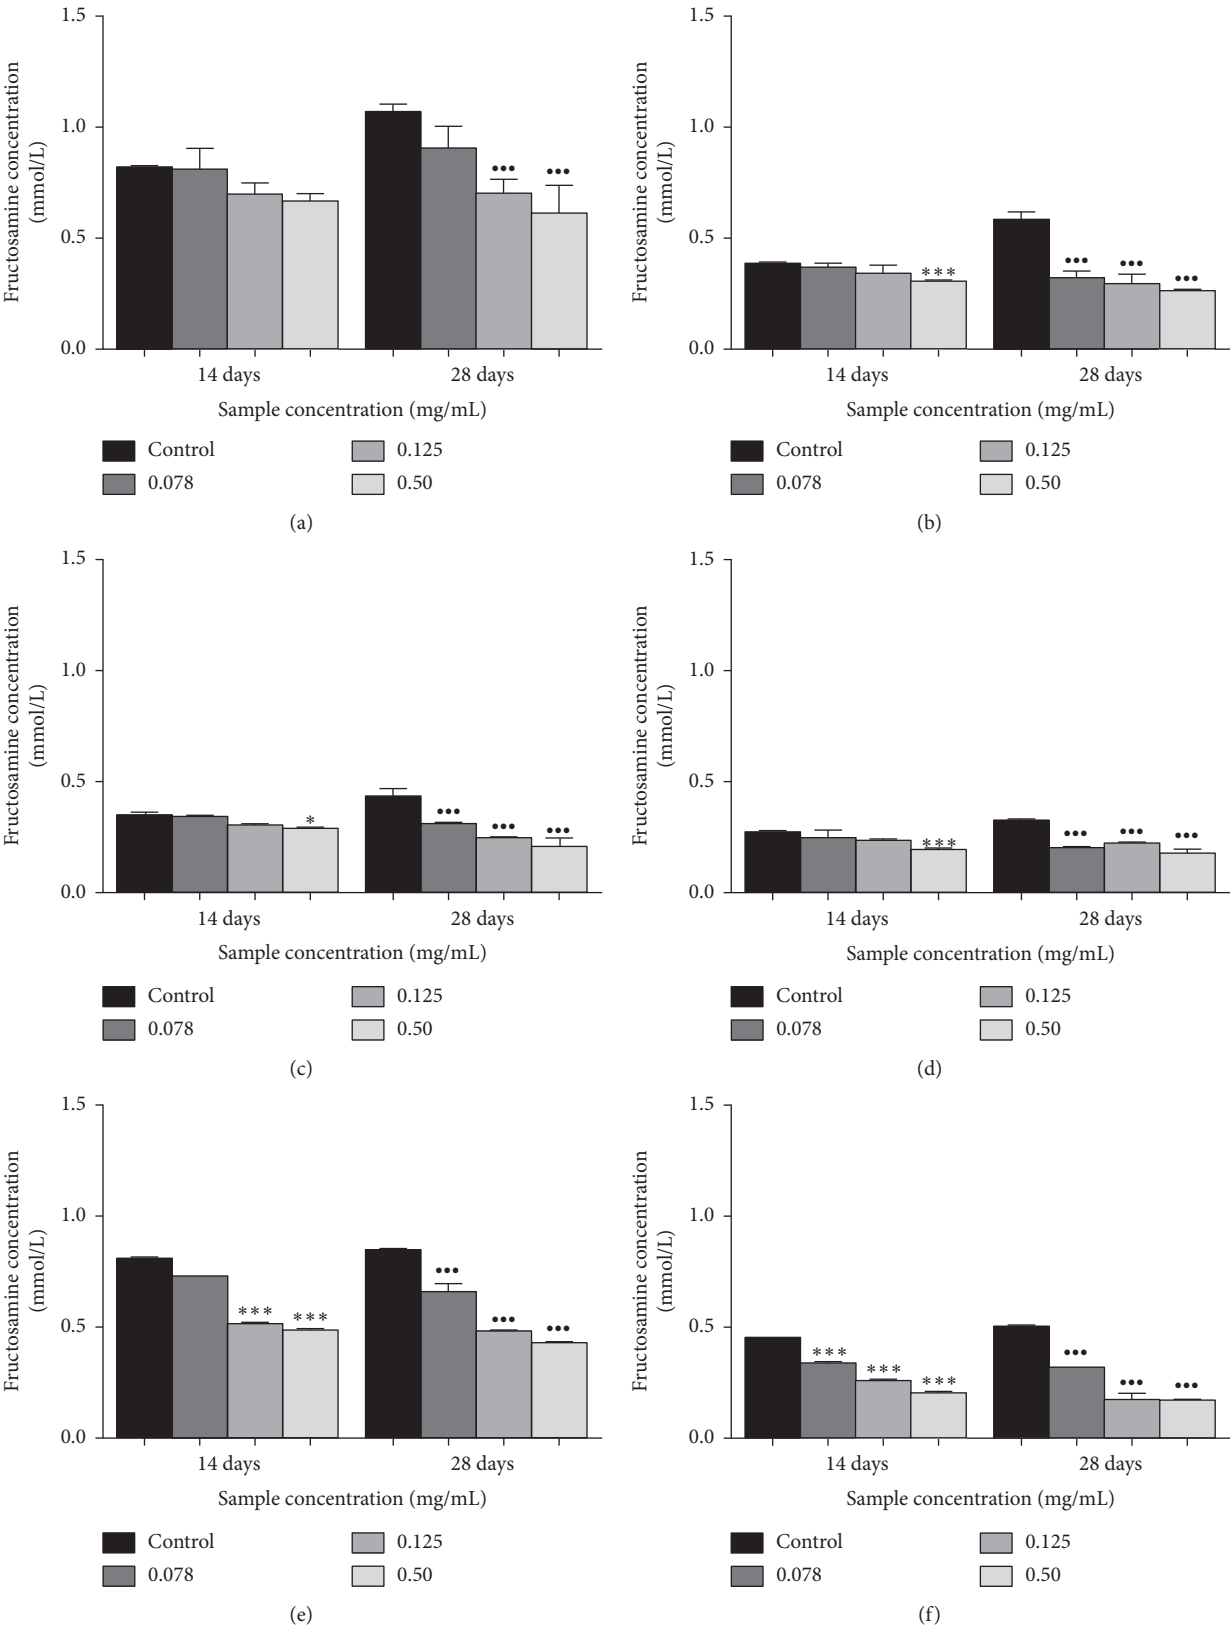 Fructosamine concentration
(mmol/L)
1.5
1.0
0.5
0.0
•••
•••
14 days
28 days
Sample concentration (mg/mL)
Control
0.125
0.078
0.50
(a)
Fructosamine concentration
(mmol/L)
1.5
1.0
0.5
0.0
***
•••
•••
•••
14 days
28 days
Sample concentration (mg/mL)
Control
0.125
0.078
0.50
(b)
Fructosamine concentration
(mmol/L)
1.5
1.0
0.5
0.0
*
•••
•••
•••
14 days
28 days
Sample concentration (mg/mL)
Control
0.125
0.078
0.50
(c)
Fructosamine concentration
(mmol/L)
1.5
1.0
0.5
0.0
***
•••
•••
•••
14 days
28 days
Sample concentration (mg/mL)
Control
0.125
0.078
0.50
(d)
Fructosamine concentration
(mmol/L)
1.5
1.0
0.5
0.0
***
***
•••
•••
•••
14 days
28 days
Sample concentration (mg/mL)
Control
0.125
0.078
0.50
(e)
Fructosamine concentration
(mmol/L)
1.5
1.0
0.5
0.0
***
***
***
•••
•••
•••
14 days
28 days
Sample concentration (mg/mL)
Control
0.125
0.078
0.50
(f)